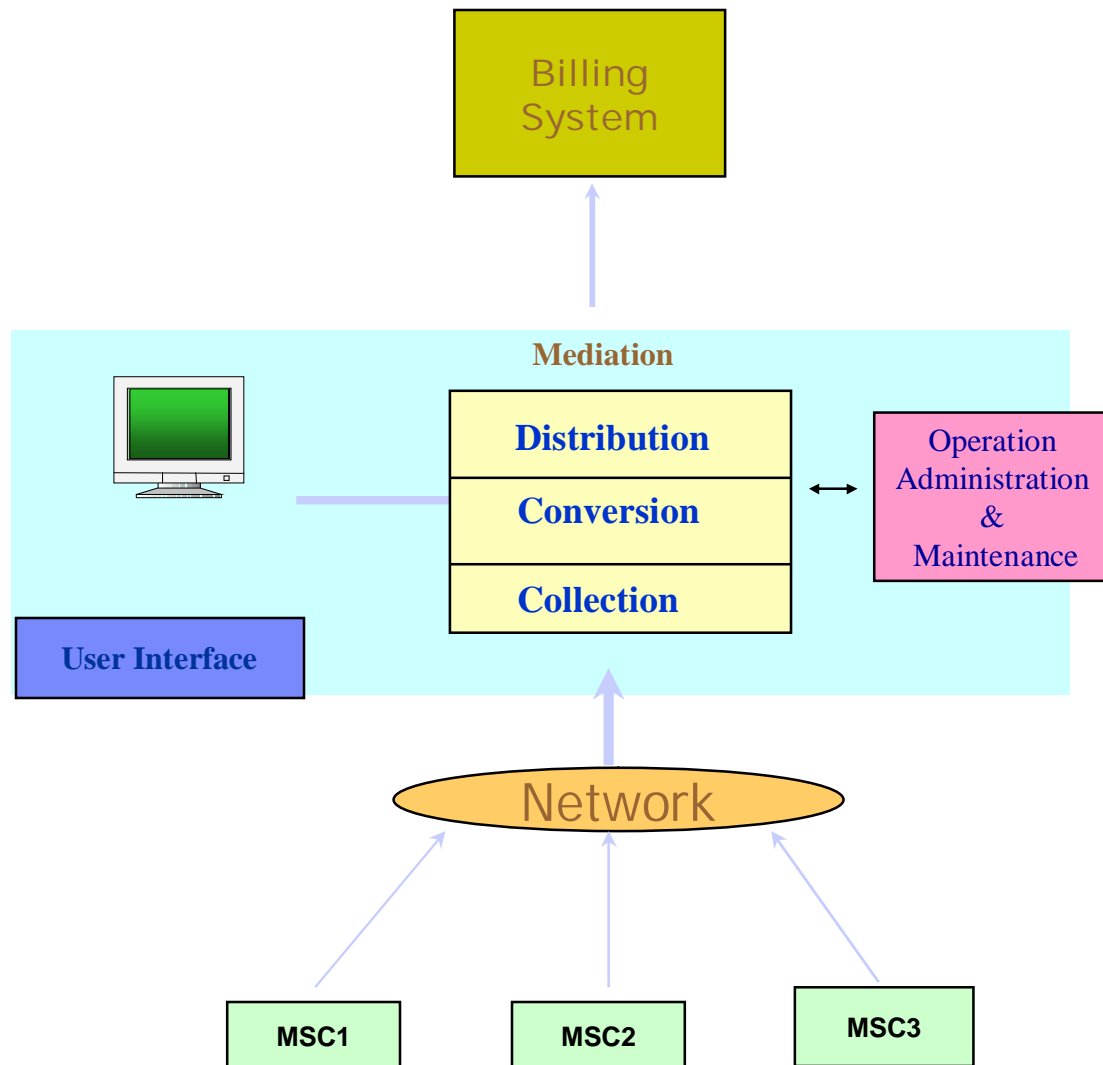 Billing
System
Mediation
Distribution
Conversion
Collection
Operation
Administration
&
Maintenance
User Interface
Network
MSC1
MSC2
MSC3